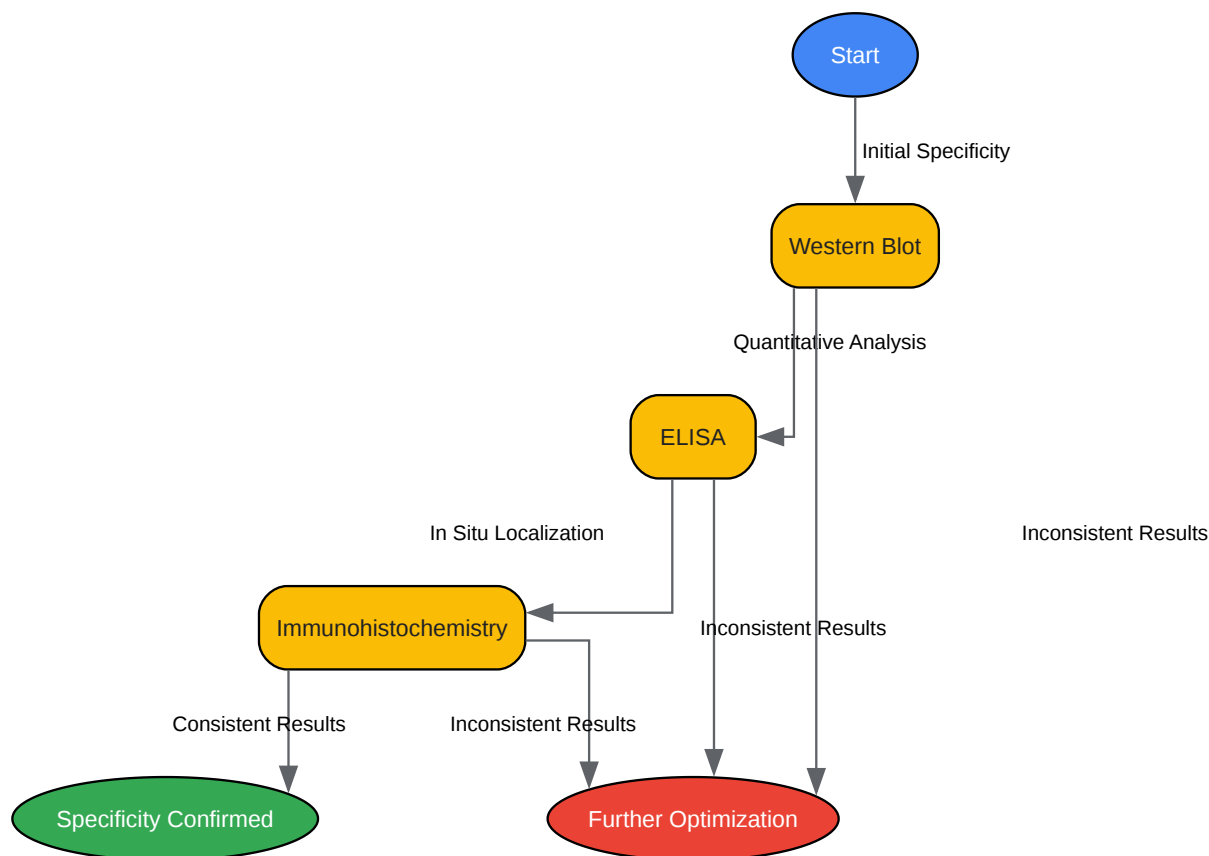 Start
Initial Specificity
Western Blot
Quantitative Analysis
ELISA
In Situ Localization
Inconsistent Results
Immunohistochemistry
Inconsistent Results
Consistent Results
Inconsistent Results
Specificity Confirmed
Further Optimization